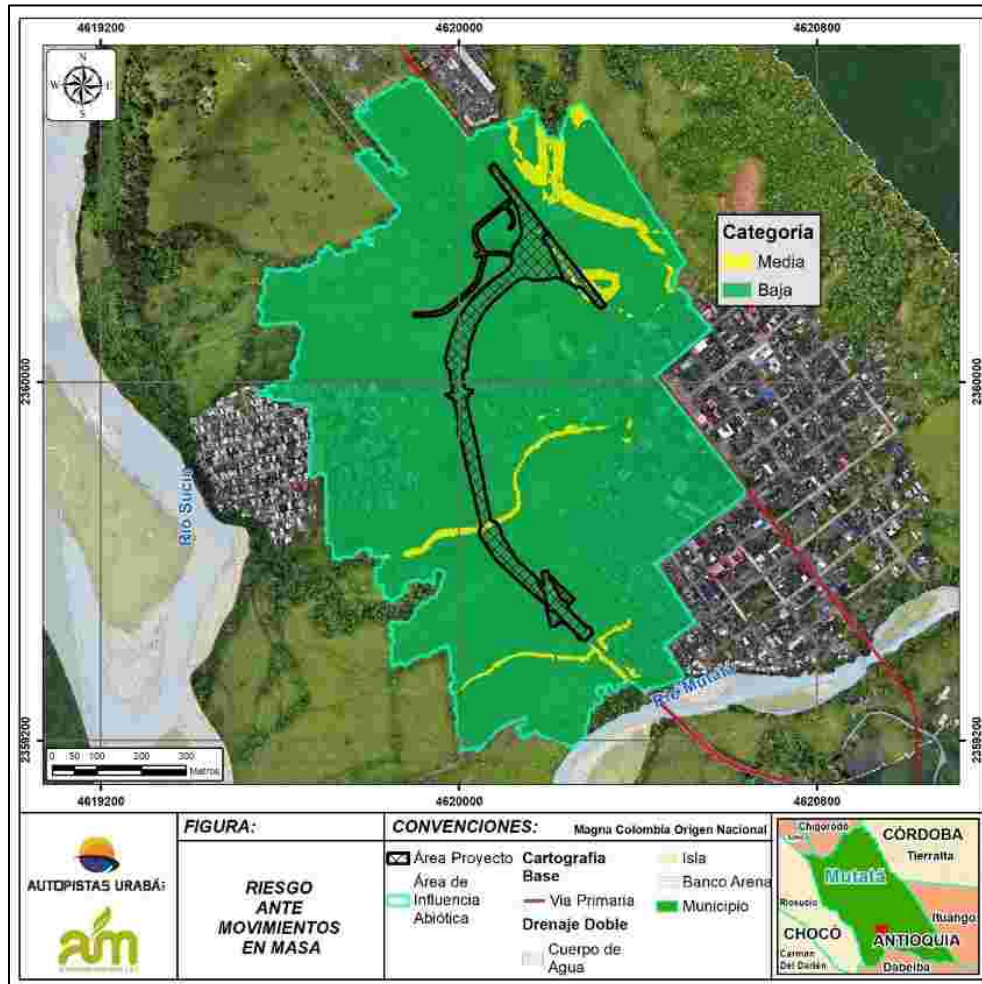 4619200
4620000
4620800
N
W
E
S
Categoría
Media
Baja
2360000
2360000
Río Sucio
Río Mutatá
2359200
2359200
0 50 100 200 300
Metros
4619200
4620000
4620800
AUTOPISTAS URABÁ
FIGURA:
RIESGO
ANTE
MOVIMIENTOS
EN MASA
CONVENCIONES:
Magna Colombia Origen Nacional
Área Proyecto
Área de
Influencia
Abiótica
Cartografía
Base
Via Primaria
Drenaje Doble
Cuerpo de
Agua
Isla
Banco Arena
Municipio
Chigorodó
CÓRDOBA
Tierralta
Mutatá
Riosucio
Ituango
CHOCÓ
ANTIOQUIA
Carmen
Del Darién
Dabeiba